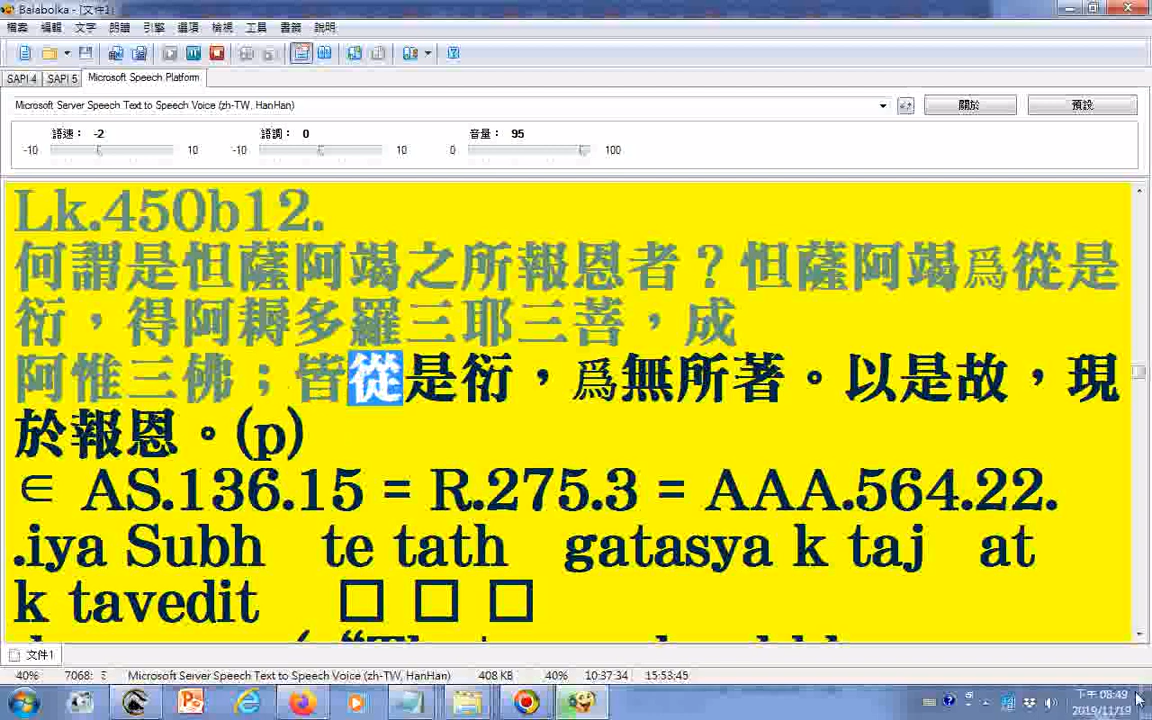 Balabolka - [文件1]
檔案 編輯 文字 朗讀 引擎 選項 檢視 工具 書籤 說明
SAPI 4 SAPI 5 Microsoft Speech Platform
Microsoft Server Speech Text to Speech Voice (zh-TW, HanHan) 關於 預設
語速： -2 語調： 0 音量： 95
-10 10 -10 10 0 100
Lk.450b12.
何謂是怛薩阿竭之所報恩者？怛薩阿竭爲從是
衍，得阿耨多羅三耶三菩，成
阿惟三佛；皆從是衍，爲無所著。以是故，現
於報恩。(p)
∈ AS.136.15 = R.275.3 = AAA.564.22.
.iya Subh te tath gatasya k taj at
k tavedit □ □ □
文件1
40% 7068: Microsoft Server Speech Text to Speech Voice (zh-TW, HanHan) 408 KB 40% 10:37:34 15:53:45
下午 08:49
2019/11/19